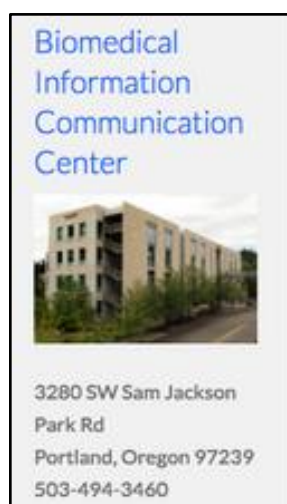 Biomedical
Information
Communication
Center
3280 SW Sam Jackson
Park Rd
Portland, Oregon 97239
503-494-3460